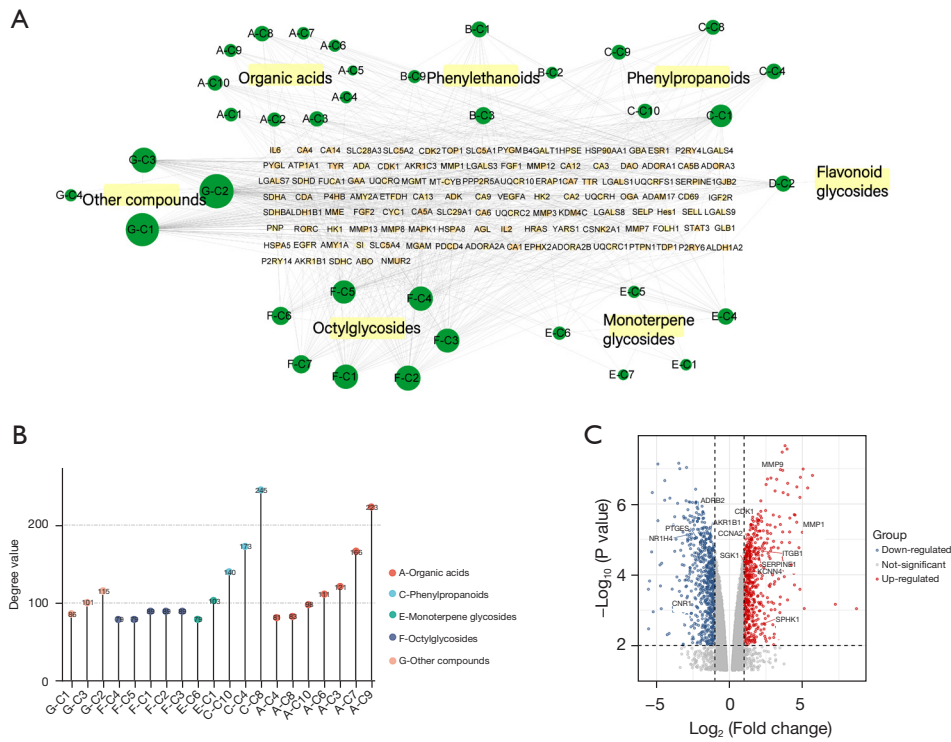 A
A-C8
A-C7
A-C6
A-C9
A-C5
A-C10
A-C4
A-C1
A-C2
A-C3
Organic acids
B-C1
B-C9
B-C2
B-C3
Phenylethanoids
C-C8
C-C9
C-C4
C-C10
C-C1
Phenylpropanoids
G-C3
G-C4
G-C2
G-C1
Other compounds
D-C2
Flavonoid
glycosides
IL6 CA4 CA14 SLC28A3 SLC5A2 CDK2 TOP1 SLC5A1 PYGM B4GALT1 HPSE HSP90AA1 GBA ESR1 P2RY4 LGALS4
PYGL ATP1A1 TYR ADA CDK1 AKR1C3 MMP1 LGALS3 FGF1 MMP12 CA12 CA3 DAO ADORA1 CA5B ADORA3
LGALS7 SDHD FUCA1 GAA UQCRQ MGMT MT-CYB PPP2R5A UQCR10 ERAP1 CA7 TTR LGALS1 UQCRFS1 SERPINE1 GJB2
SDHA CDA P4HB AMY2A ETFDH CA13 ADK CA9 VEGFA HK2 CA2 UQCRH OGA ADAM17 CD69 IGF2R
SDHB ALDH1B1 MME FGF2 CYC1 CA5A SLC29A1 CA6 UQCRC2 MMP3 KDM4C LGALS8 SELP Hes1 SELL LGALS9
PNP RORC HK1 MMP13 MMP8 MAPK1 HSPA8 AGL IL2 HRAS YARS1 CSNK2A1 MMP7 FOLH1 STAT3 GLB1
HSPA5 EGFR AMY1A SI SLC5A4 MGAM PDCD4 ADORA2A CA1 EPHX2 ADORA2B UQCRC1 PTPN1 TDP1 P2RY6 ALDH1A2
P2RY14 AKR1B1 SDHC ABO NMUR2
F-C5
F-C4
F-C6
F-C3
F-C7
F-C1
F-C2
Octylglycosides
E-C5
E-C4
E-C6
E-C1
E-C7
Monoterpene
glycosides
B
Degree value
200
100
0
86
101
115
79
79
89
89
89
79
103
140
173
245
81
83
98
111
121
166
223
G-C1
G-C3
G-C2
F-C4
F-C5
F-C1
F-C2
F-C3
E-C6
E-C1
C-C10
C-C4
C-C8
A-C4
A-C8
A-C10
A-C6
A-C3
A-C7
A-C9
A-Organic acids
C-Phenylpropanoids
E-Monoterpene glycosides
F-Octylglycosides
G-Other compounds
C
−Log10 (P value)
6
4
2
MMP9
ADRB2
CDK1
MMP1
AKR1B1
PTGES
CCNA2
NR1H4
SGK1
ITGB1
SERPINE1
KCNN4
CNR1
SPHK1
−5
0
5
Log2 (Fold change)
Group
Down-regulated
Not-significant
Up-regulated